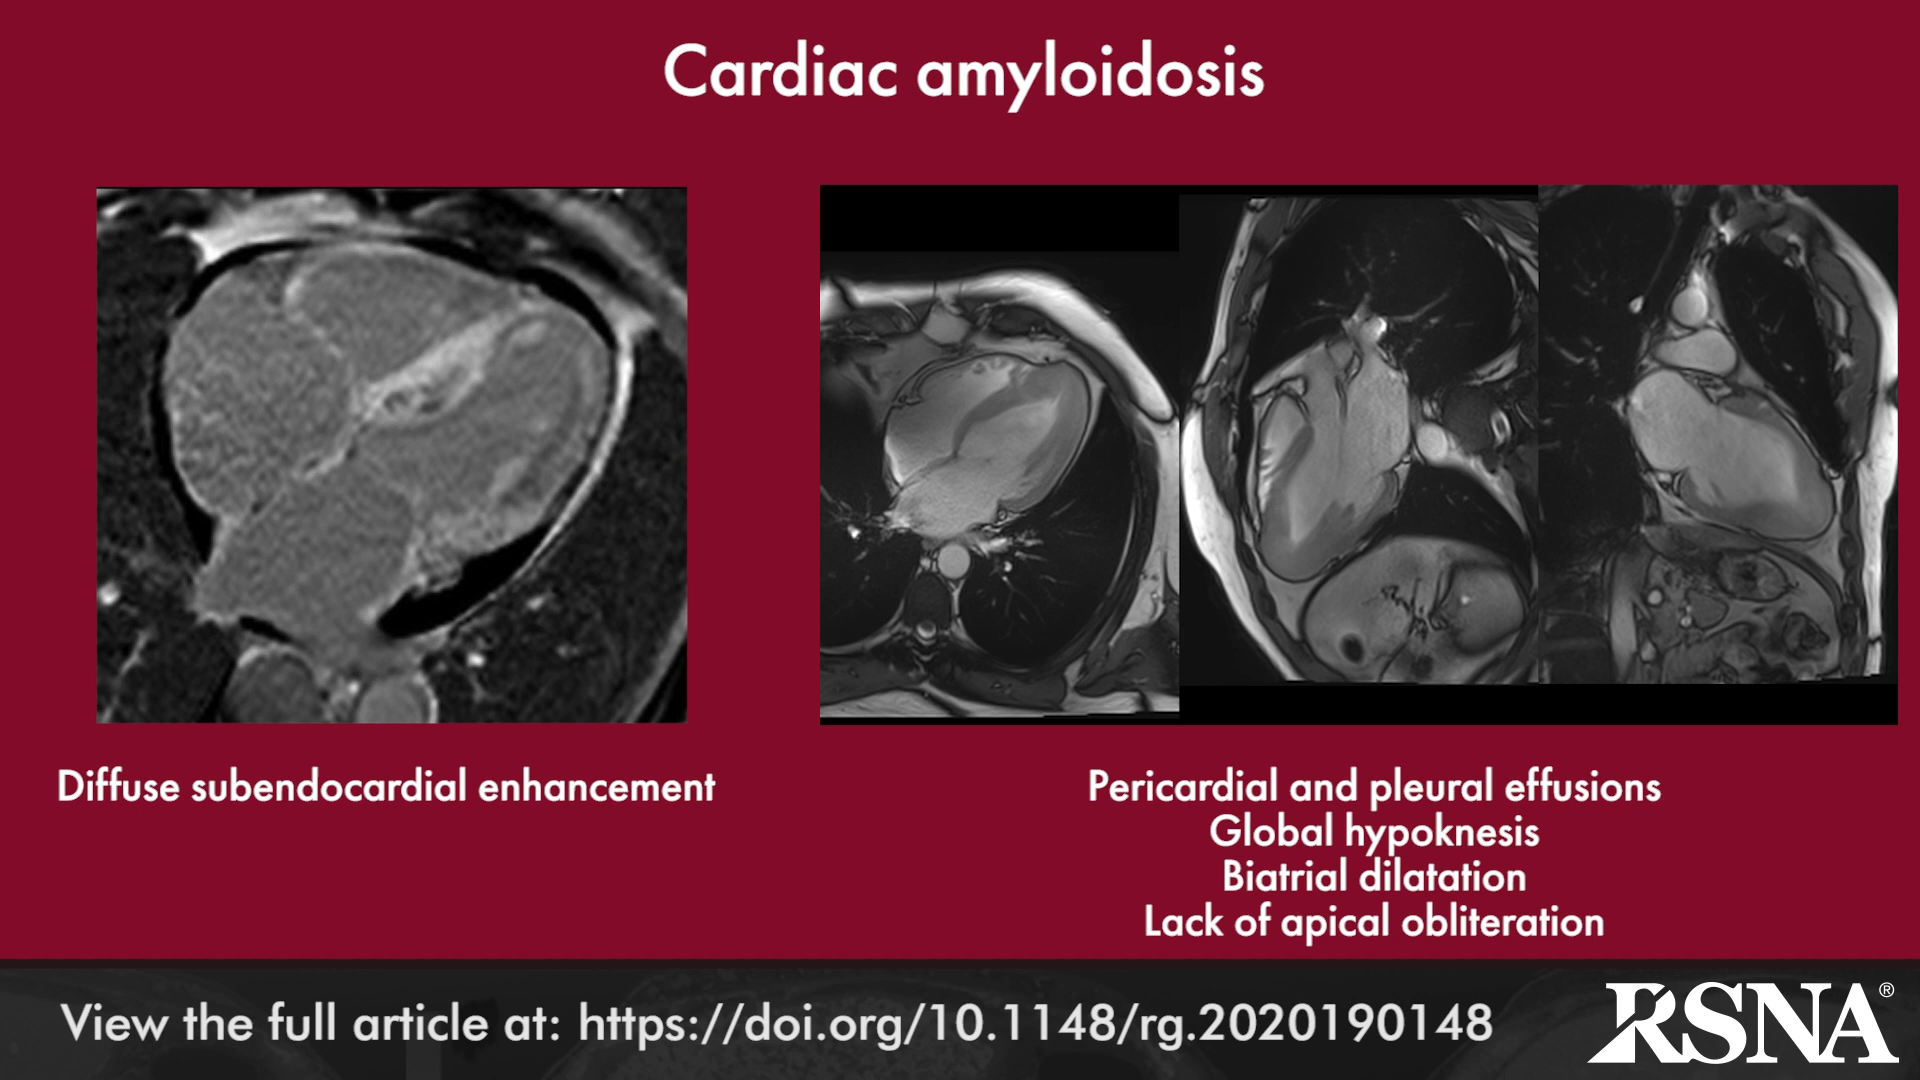 Cardiac amyloidosis
Diffuse subendocardial enhancement
Pericardial and pleural effusions
Global hypoknesis
Biatrial dilatation
Lack of apical obliteration
View the full article at: https://doi.org/10.1148/rg.2020190148
RSNA®